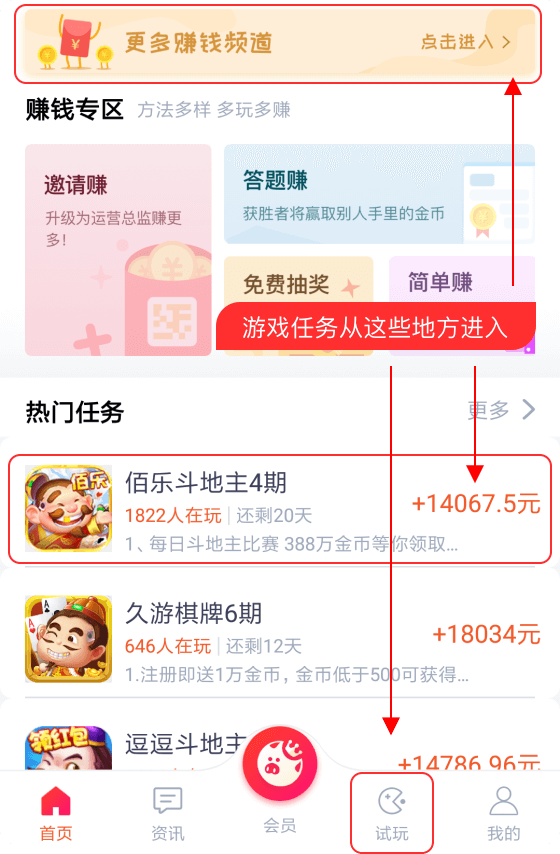 更多赚钱频道
点击进入
赚钱专区 方法多样 多玩多赚
邀请赚
升级为运营总监赚更
多!
答题赚
获胜者将赢取别人手里的金币
免费抽奖
简单赚
游戏任务从这些地方进入
热门任务
更多
佰乐
佰乐斗地主4期
+14067.5元
1822人在玩 还剩20天
1、每日斗地主比赛 388万金币等你领取...
久游棋牌6期
+18034元
646人在玩 还剩12天
1.注册即送1万金币，金币低于500可获得...
领红包
逗逗斗地主
+14786.96元
首页
资讯
会员
试玩
我的